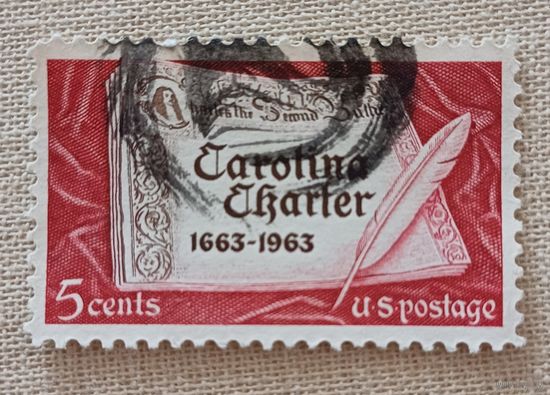 Charles the Second
Carolina
Charter
1663-1963
5 cents
U·S·postage